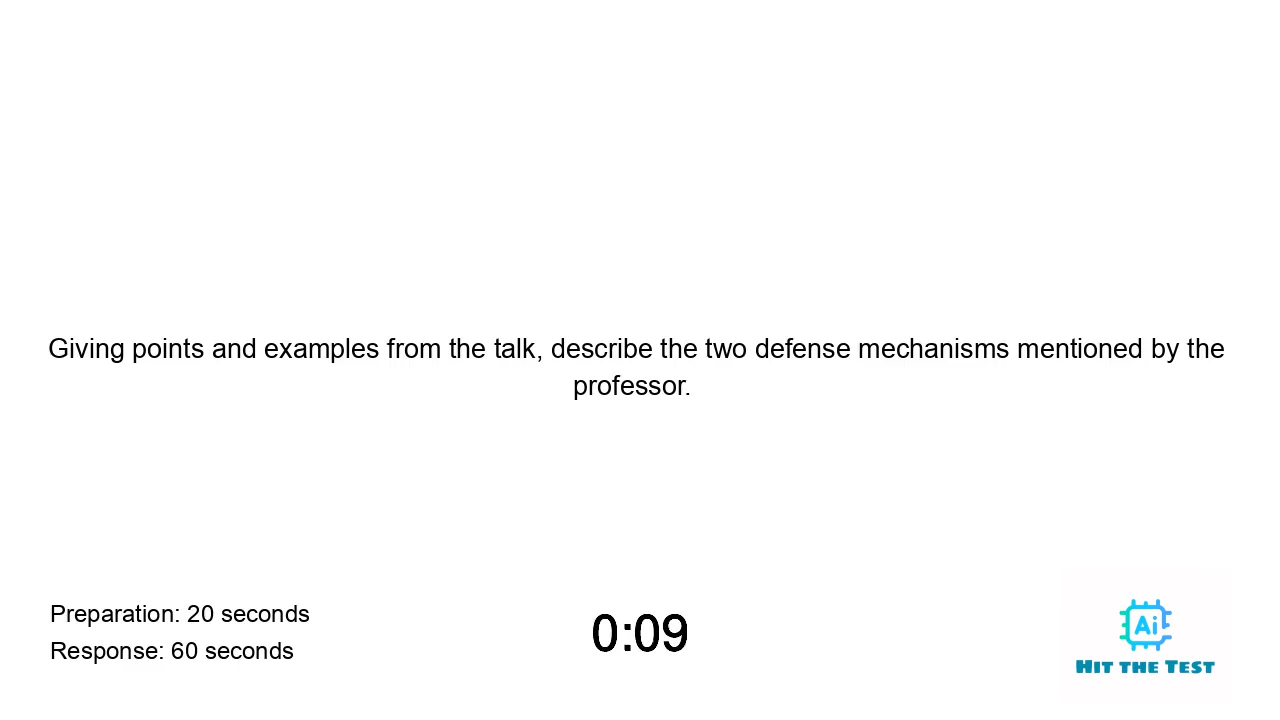 Giving points and examples from the talk, describe the two defense mechanisms mentioned by the
professor.
Preparation: 20 seconds
Response: 60 seconds
0:09
Ai
HIT THE TEST